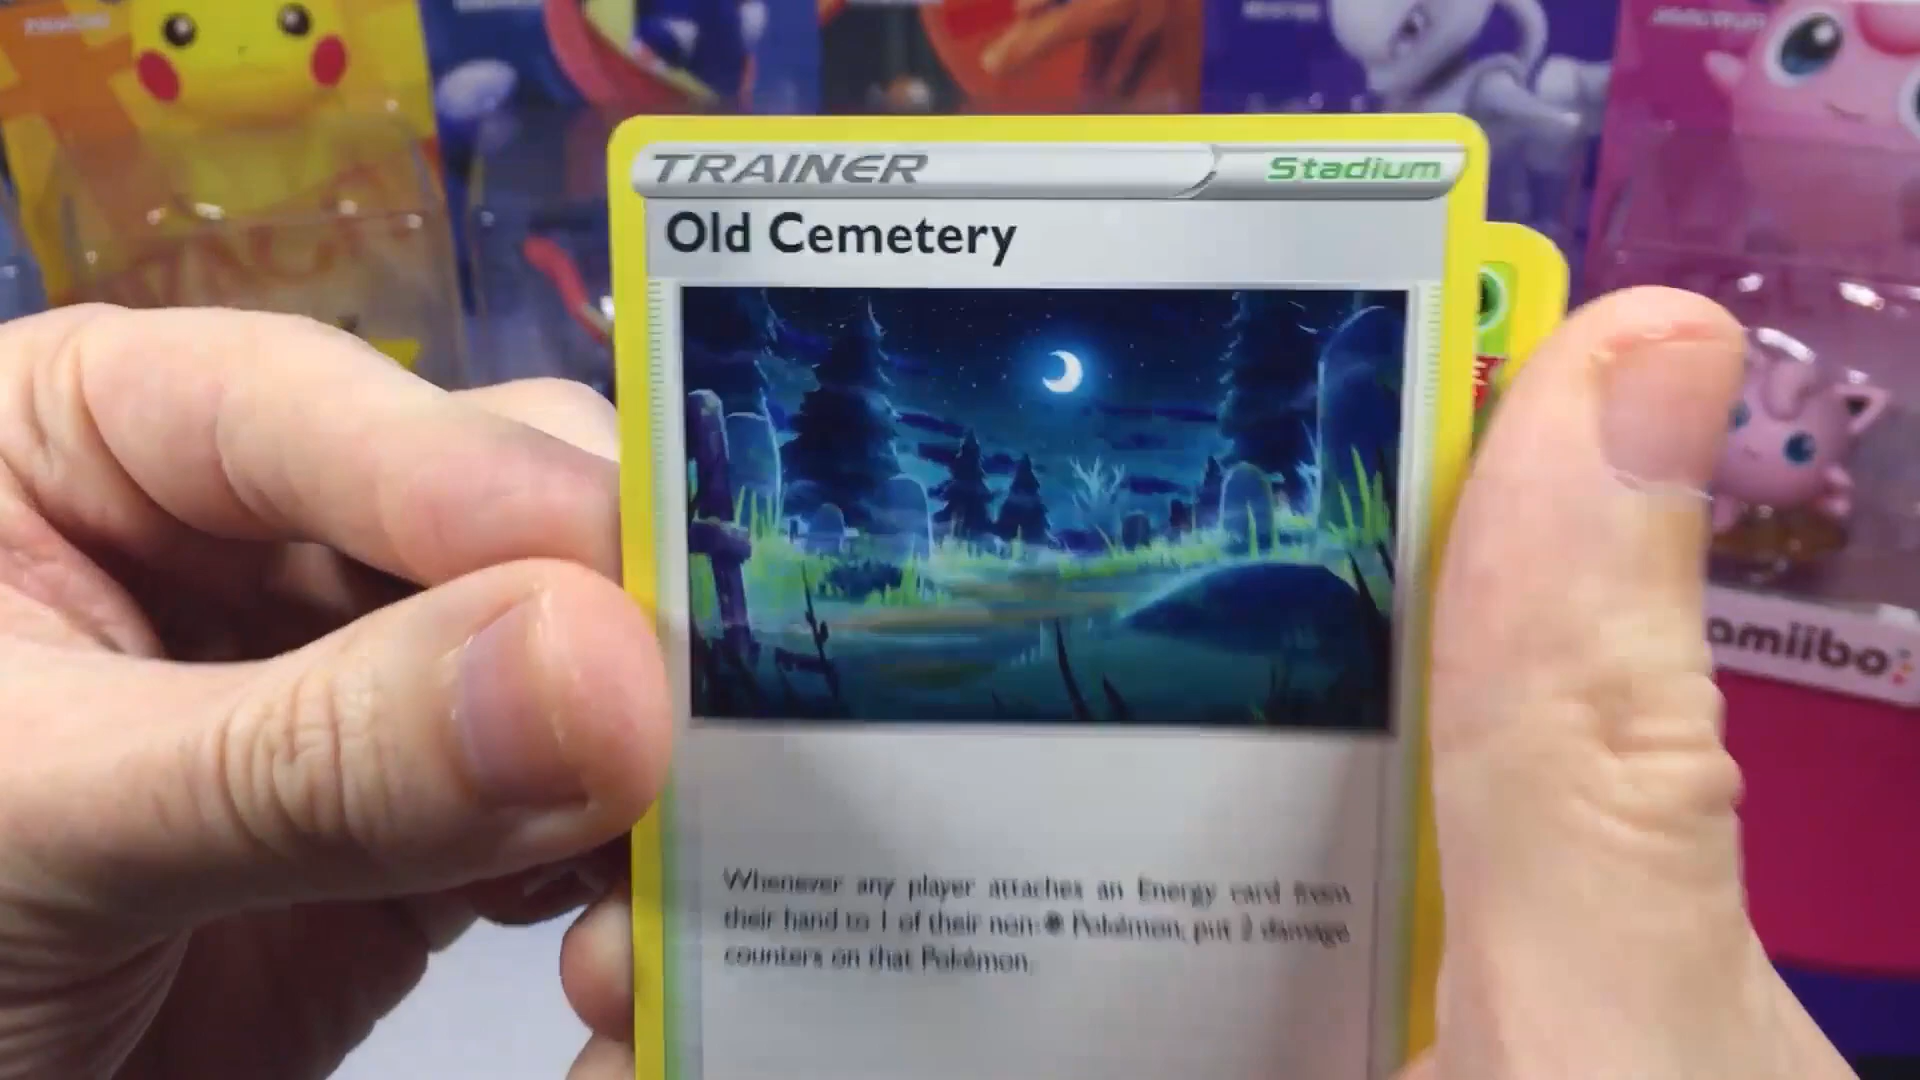 TRAINER Stadium
Old Cemetery
Whenever any player attaches an Energy card from
their hand to 1 of their non- Pokémon, put 2 damage
counters on that Pokémon.
amiibo